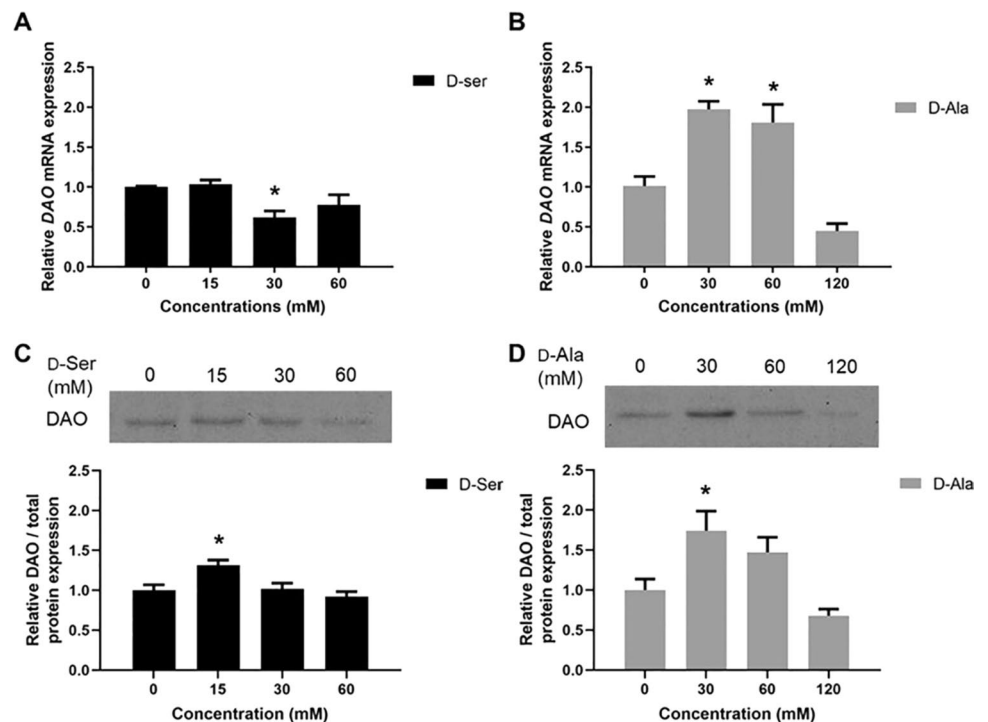 A
Relative DAO mRNA expression
2.5
2.0
1.5
1.0
0.5
0.0
0 15 30 60
Concentrations (mM)
D-ser
*
B
Relative DAO mRNA expression
2.5
2.0
1.5
1.0
0.5
0.0
0 30 60 120
Concentrations (mM)
D-Ala
* *
C
D-Ser
(mM)
0 15 30 60
DAO
Relative DAO / total
protein expression
2.5
2.0
1.5
1.0
0.5
0.0
0 15 30 60
Concentration (mM)
D-Ser
*
D
D-Ala
(mM)
0 30 60 120
DAO
Relative DAO / total
protein expression
2.5
2.0
1.5
1.0
0.5
0.0
0 30 60 120
Concentration (mM)
D-Ala
*